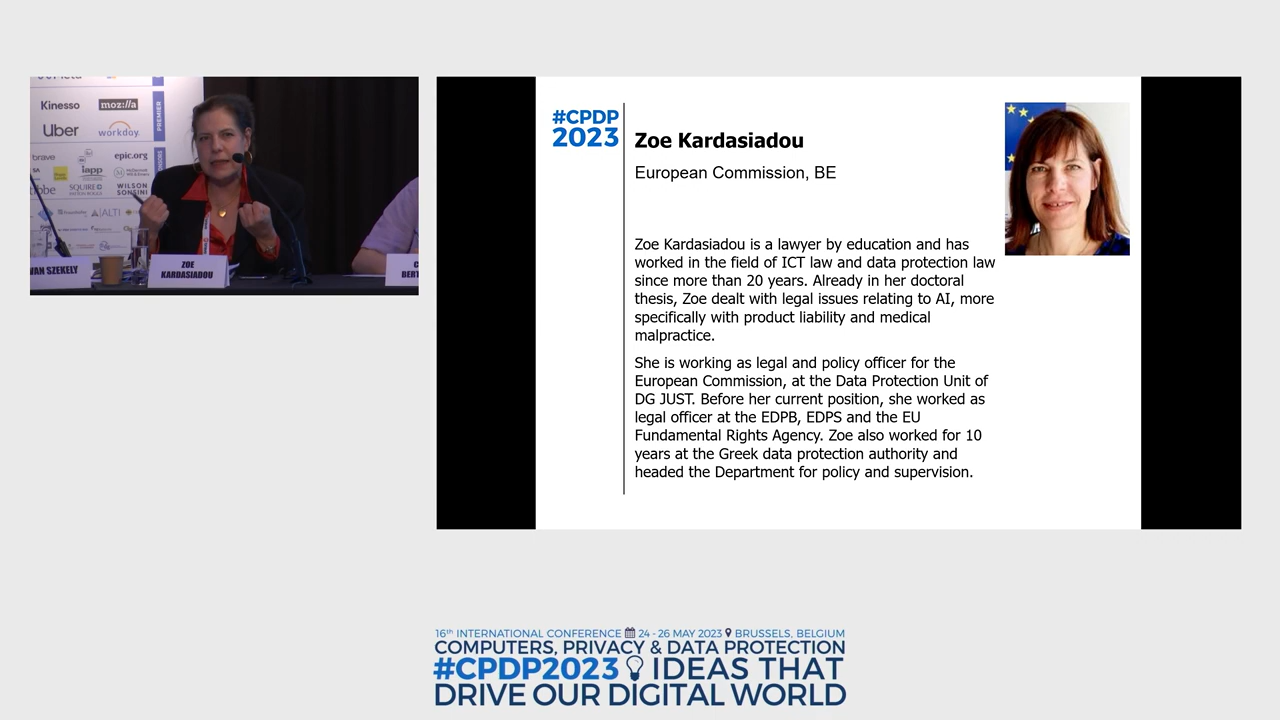 Kinesso
moz://a
PREMIER
Uber
workday.
brave
epic.org
iapp
SQUIRE
WILSON
SONSINI
ALTI
VAN SZEKELY
ZOE
KARDASIADOU
C
BERT
#CPDP
2023
Zoe Kardasiadou
European Commission, BE
Zoe Kardasiadou is a lawyer by education and has
worked in the field of ICT law and data protection law
since more than 20 years. Already in her doctoral
thesis, Zoe dealt with legal issues relating to AI, more
specifically with product liability and medical
malpractice.
She is working as legal and policy officer for the
European Commission, at the Data Protection Unit of
DG JUST. Before her current position, she worked as
legal officer at the EDPB, EDPS and the EU
Fundamental Rights Agency. Zoe also worked for 10
years at the Greek data protection authority and
headed the Department for policy and supervision.
16th INTERNATIONAL CONFERENCE 24 - 26 MAY 2023 BRUSSELS, BELGIUM
COMPUTERS, PRIVACY & DATA PROTECTION
#CPDP2023 IDEAS THAT
DRIVE OUR DIGITAL WORLD